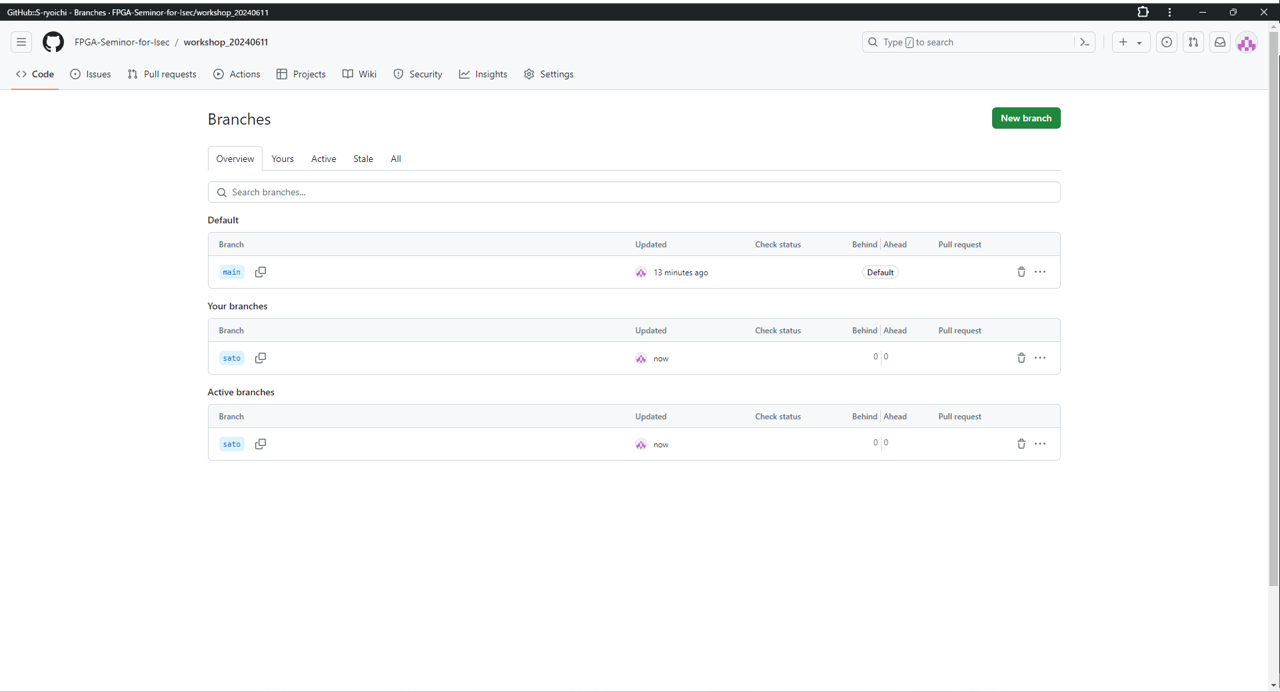 GitHub::S-ryoichi - Branches · FPGA-Seminor-for-Isec/workshop_20240611
FPGA-Seminor-for-Isec / workshop_20240611
Type / to search
Code Issues Pull requests Actions Projects Wiki Security Insights Settings
Branches
New branch
Overview Yours Active Stale All
Search branches...
Default
Branch Updated Check status Behind Ahead Pull request
main 13 minutes ago Default
Your branches
Branch Updated Check status Behind Ahead Pull request
sato now 0 0
Active branches
Branch Updated Check status Behind Ahead Pull request
sato now 0 0